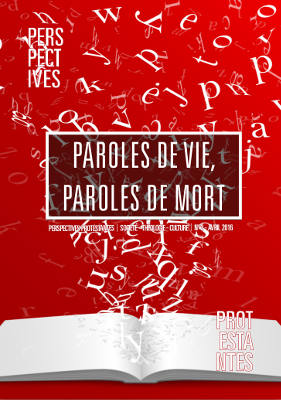 PERS
PECT
IVES
PAROLES DE VIE,
PAROLES DE MORT
PERSPECTIVES PROTESTANTES | SOCIÉTÉ - THÉOLOGIE - CULTURE | N°5 - AVRIL 2016
PROT
ESTA
NTES